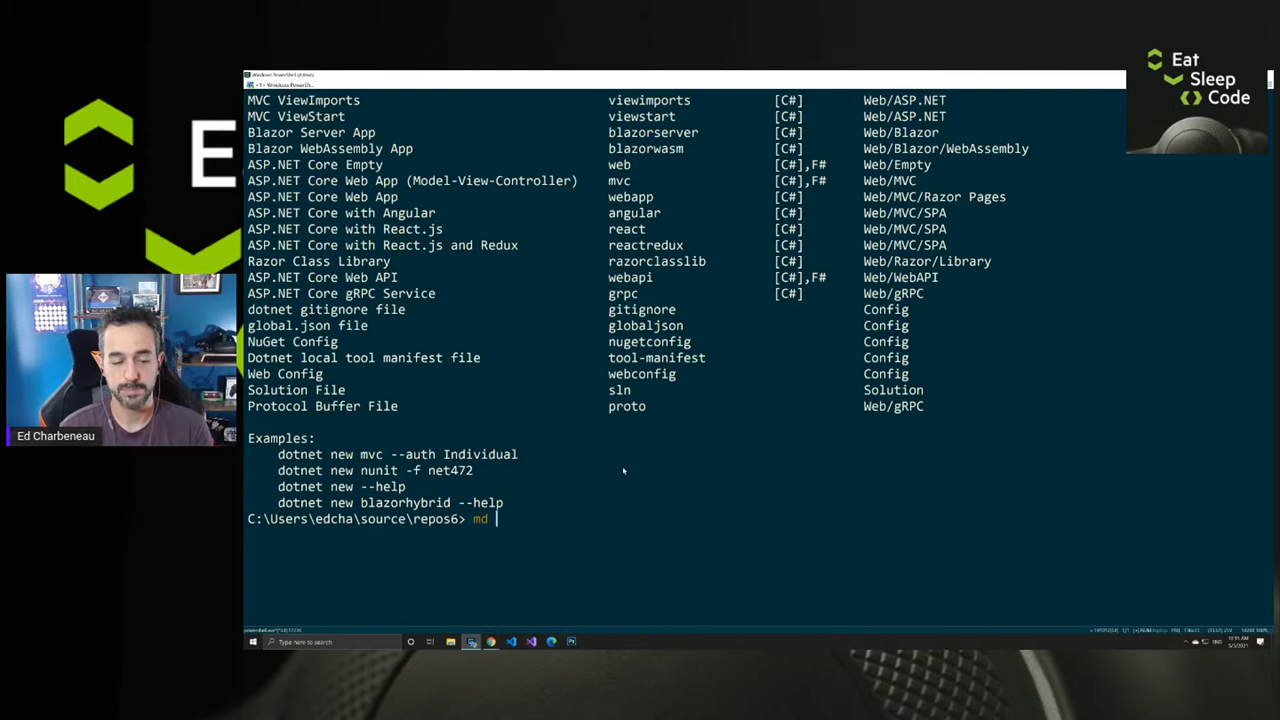 Eat
Sleep
Code
Windows PowerShell (Admin)
MVC ViewImports viewimports [C#] Web/ASP.NET
MVC ViewStart viewstart [C#] Web/ASP.NET
Blazor Server App blazorserver [C#] Web/Blazor
Blazor WebAssembly App blazorwasm [C#] Web/Blazor/WebAssembly
ASP.NET Core Empty web [C#],F# Web/Empty
ASP.NET Core Web App (Model-View-Controller) mvc [C#],F# Web/MVC
ASP.NET Core Web App webapp [C#] Web/MVC/Razor Pages
ASP.NET Core with Angular angular [C#] Web/MVC/SPA
ASP.NET Core with React.js react [C#] Web/MVC/SPA
ASP.NET Core with React.js and Redux reactredux [C#] Web/MVC/SPA
Razor Class Library razorclasslib [C#] Web/Razor/Library
ASP.NET Core Web API webapi [C#],F# Web/WebAPI
ASP.NET Core gRPC Service grpc [C#] Web/gRPC
dotnet gitignore file gitignore Config
global.json file globaljson Config
NuGet Config nugetconfig Config
Dotnet local tool manifest file tool-manifest Config
Web Config webconfig Config
Solution File sln Solution
Protocol Buffer File proto Web/gRPC
Examples:
dotnet new mvc --auth Individual
dotnet new nunit -f net472
dotnet new --help
dotnet new blazorhybrid --help
C:\Users\edcha\source\repos6> md
E
Ed Charbeneau
Type here to search